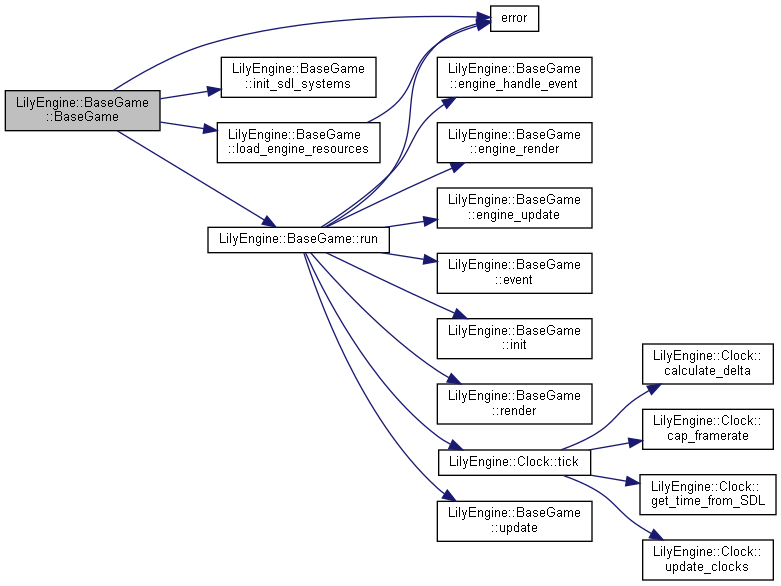 error
LilyEngine::BaseGame
::init_sdl_systems
LilyEngine::BaseGame
::engine_handle_event
LilyEngine::BaseGame
::BaseGame
LilyEngine::BaseGame
::load_engine_resources
LilyEngine::BaseGame
::engine_render
LilyEngine::BaseGame
::engine_update
LilyEngine::BaseGame::run
LilyEngine::BaseGame
::event
LilyEngine::BaseGame
::init
LilyEngine::Clock::
calculate_delta
LilyEngine::BaseGame
::render
LilyEngine::Clock::
cap_framerate
LilyEngine::Clock::tick
LilyEngine::Clock::
get_time_from_SDL
LilyEngine::BaseGame
::update
LilyEngine::Clock::
update_clocks